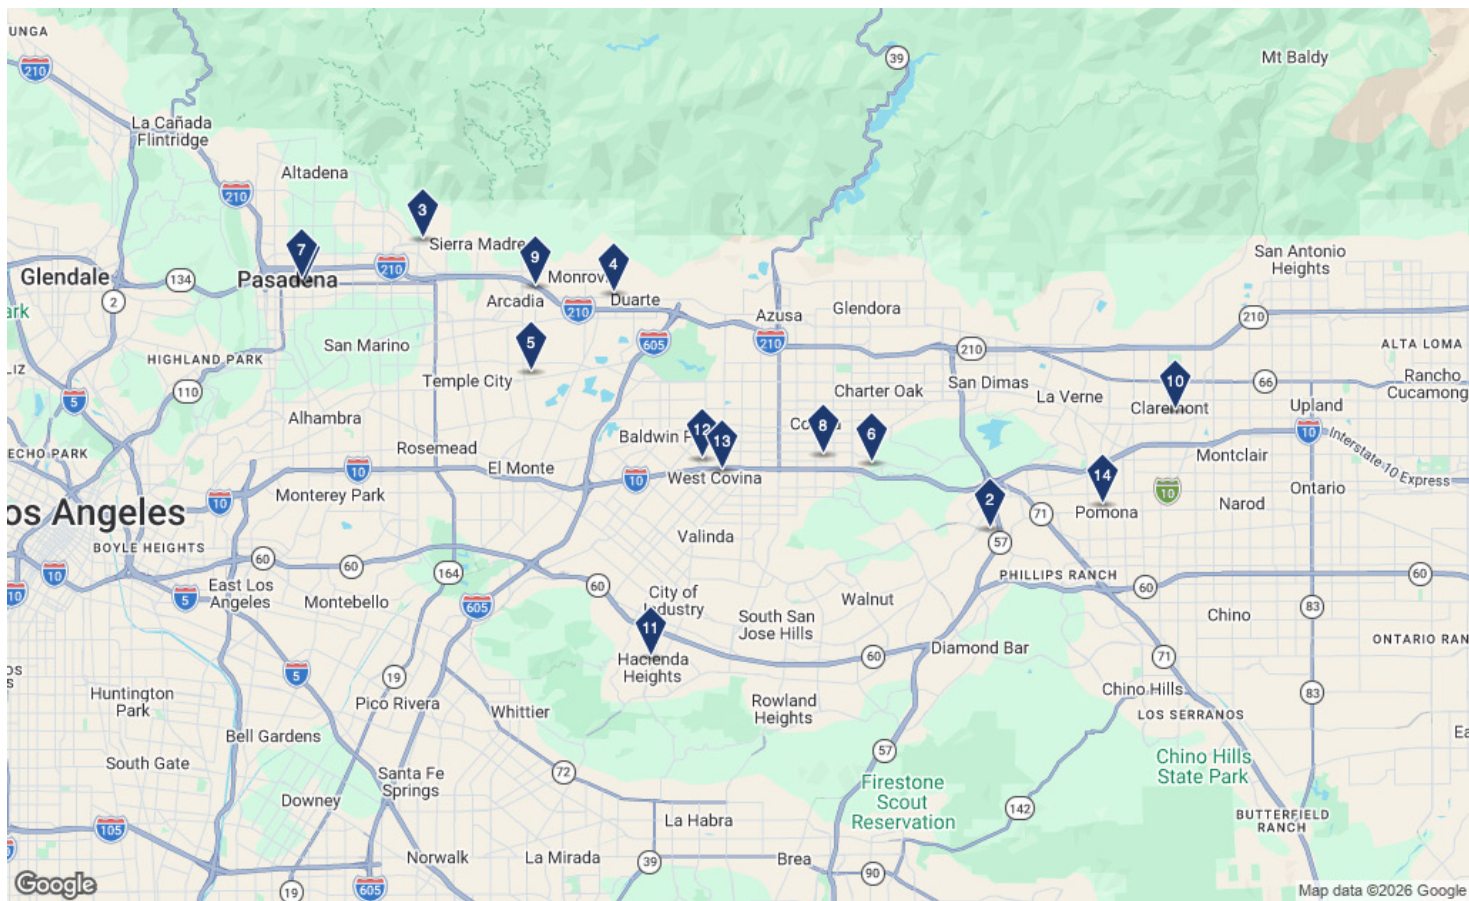 UNGA
210
39
Mt Baldy
La Cañada
Flintridge
Altadena
210
3
Sierra Madre
San Antonio
Heights
7
9
4
Glendale
134
Pasadena
210
Monrov
2
Arcadia
Duarte
210
Azusa
Glendora
210
ark
HIGHLAND PARK
San Marino
5
605
210
210
ALTA LOMA
LIZ
5
110
Temple City
Charter Oak
San Dimas
La Verne
10
Claremont
66
Rancho
Cucamong
Upland
Alhambra
12
13
8
6
10
ECHO PARK
Rosemead
Baldwin P
Montclair
Interstate 10 Express
10
10
El Monte
10
West Covina
14
10
Ontario
Monterey Park
2
71
Pomona
Narod
os Angeles
BOYLE HEIGHTS
Valinda
57
60
60
164
60
10
5
East Los
Angeles
Montebello
605
City of
Industry
Walnut
PHILLIPS RANCH
60
60
10
83
Chino
11
South San
Jose Hills
Hacienda
Heights
60
Diamond Bar
71
ONTARIO RAN
OS
S
5
19
Huntington
Park
Pico Rivera
Whittier
Rowland
Heights
Chino Hills
83
LOS SERRANOS
Bell Gardens
57
Ea
South Gate
Santa Fe
Springs
72
Chino Hills
State Park
Firestone
Scout
Reservation
Downey
142
105
La Habra
BUTTERFIELD
RANCH
Norwalk
La Mirada
39
Brea
90
Google
19
605
Map data ©2026 Google